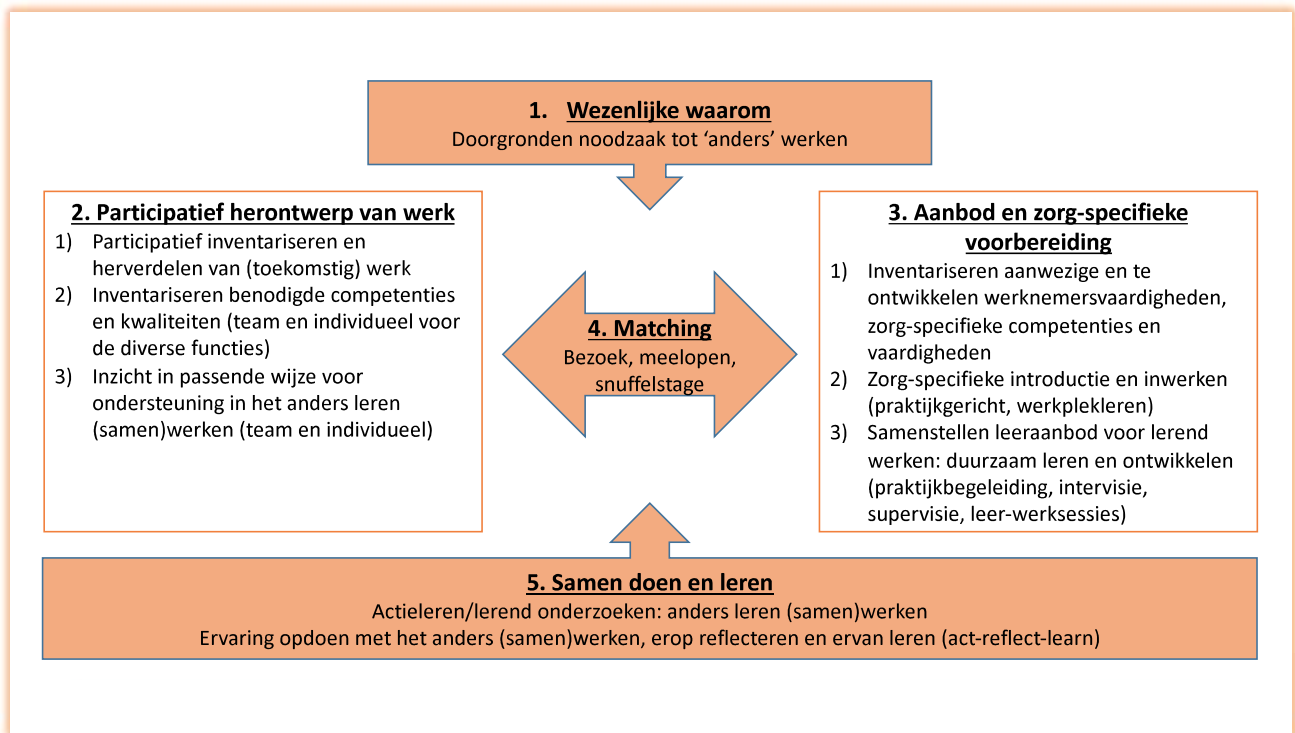 1. Wezenlijke waarom
Doorgronden noodzaak tot ‘anders’ werken
2. Participatief herontwerp van werk
1) Participatief inventariseren en
herverdelen van (toekomstig) werk
2) Inventariseren benodigde competenties
en kwaliteiten (team en individueel voor
de diverse functies)
3) Inzicht in passende wijze voor
ondersteuning in het anders leren
(samen)werken (team en individueel)
3. Aanbod en zorg-specifieke
voorbereiding
1) Inventariseren aanwezige en te
ontwikkelen werknemersvaardigheden,
zorg-specifieke competenties en
vaardigheden
2) Zorg-specifieke introductie en inwerken
(praktijkgericht, werkplekleren)
3) Samenstellen leeraanbod voor lerend
werken: duurzaam leren en ontwikkelen
(praktijkbegeleiding, intervisie,
supervisie, leer-werksessies)
4. Matching
Bezoek, meelopen,
snuffelstage
5. Samen doen en leren
Actieleren/lerend onderzoeken: anders leren (samen)werken
Ervaring opdoen met het anders (samen)werken, erop reflecteren en ervan leren (act-reflect-learn)